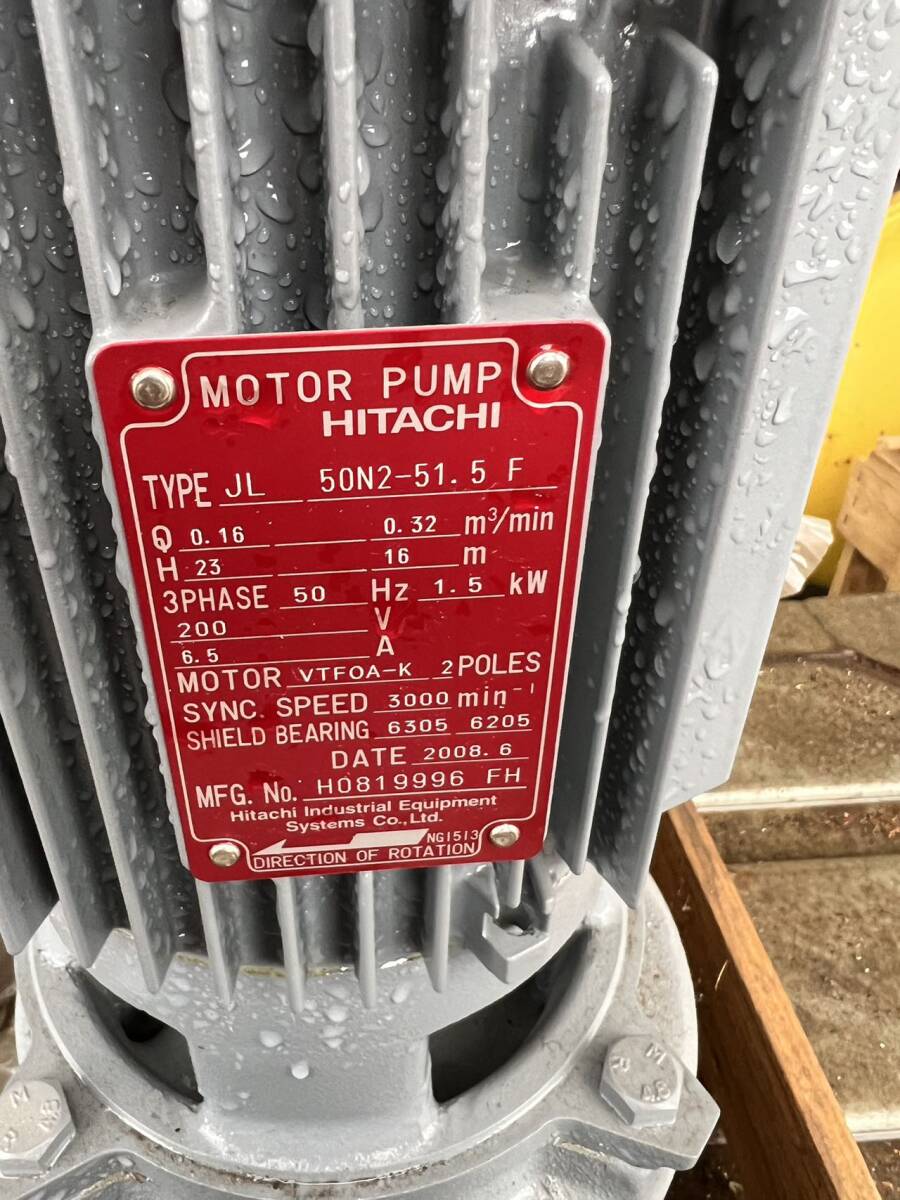 MOTOR PUMP
HITACHI
TYPE JL 50N2-51.5 F
Q 0.16 0.32 m³/min
H 23 16 m
3PHASE 50 Hz 1.5 kW
200 V
6.5 A
MOTOR VTFOA-K 2POLES
SYNC. SPEED 3000 min⁻¹
SHIELD BEARING 6305 6205
DATE 2008.6
MFG. No. H0819996 FH
Hitachi Industrial Equipment
Systems Co.,Ltd.
NG1513
DIRECTION OF ROTATION